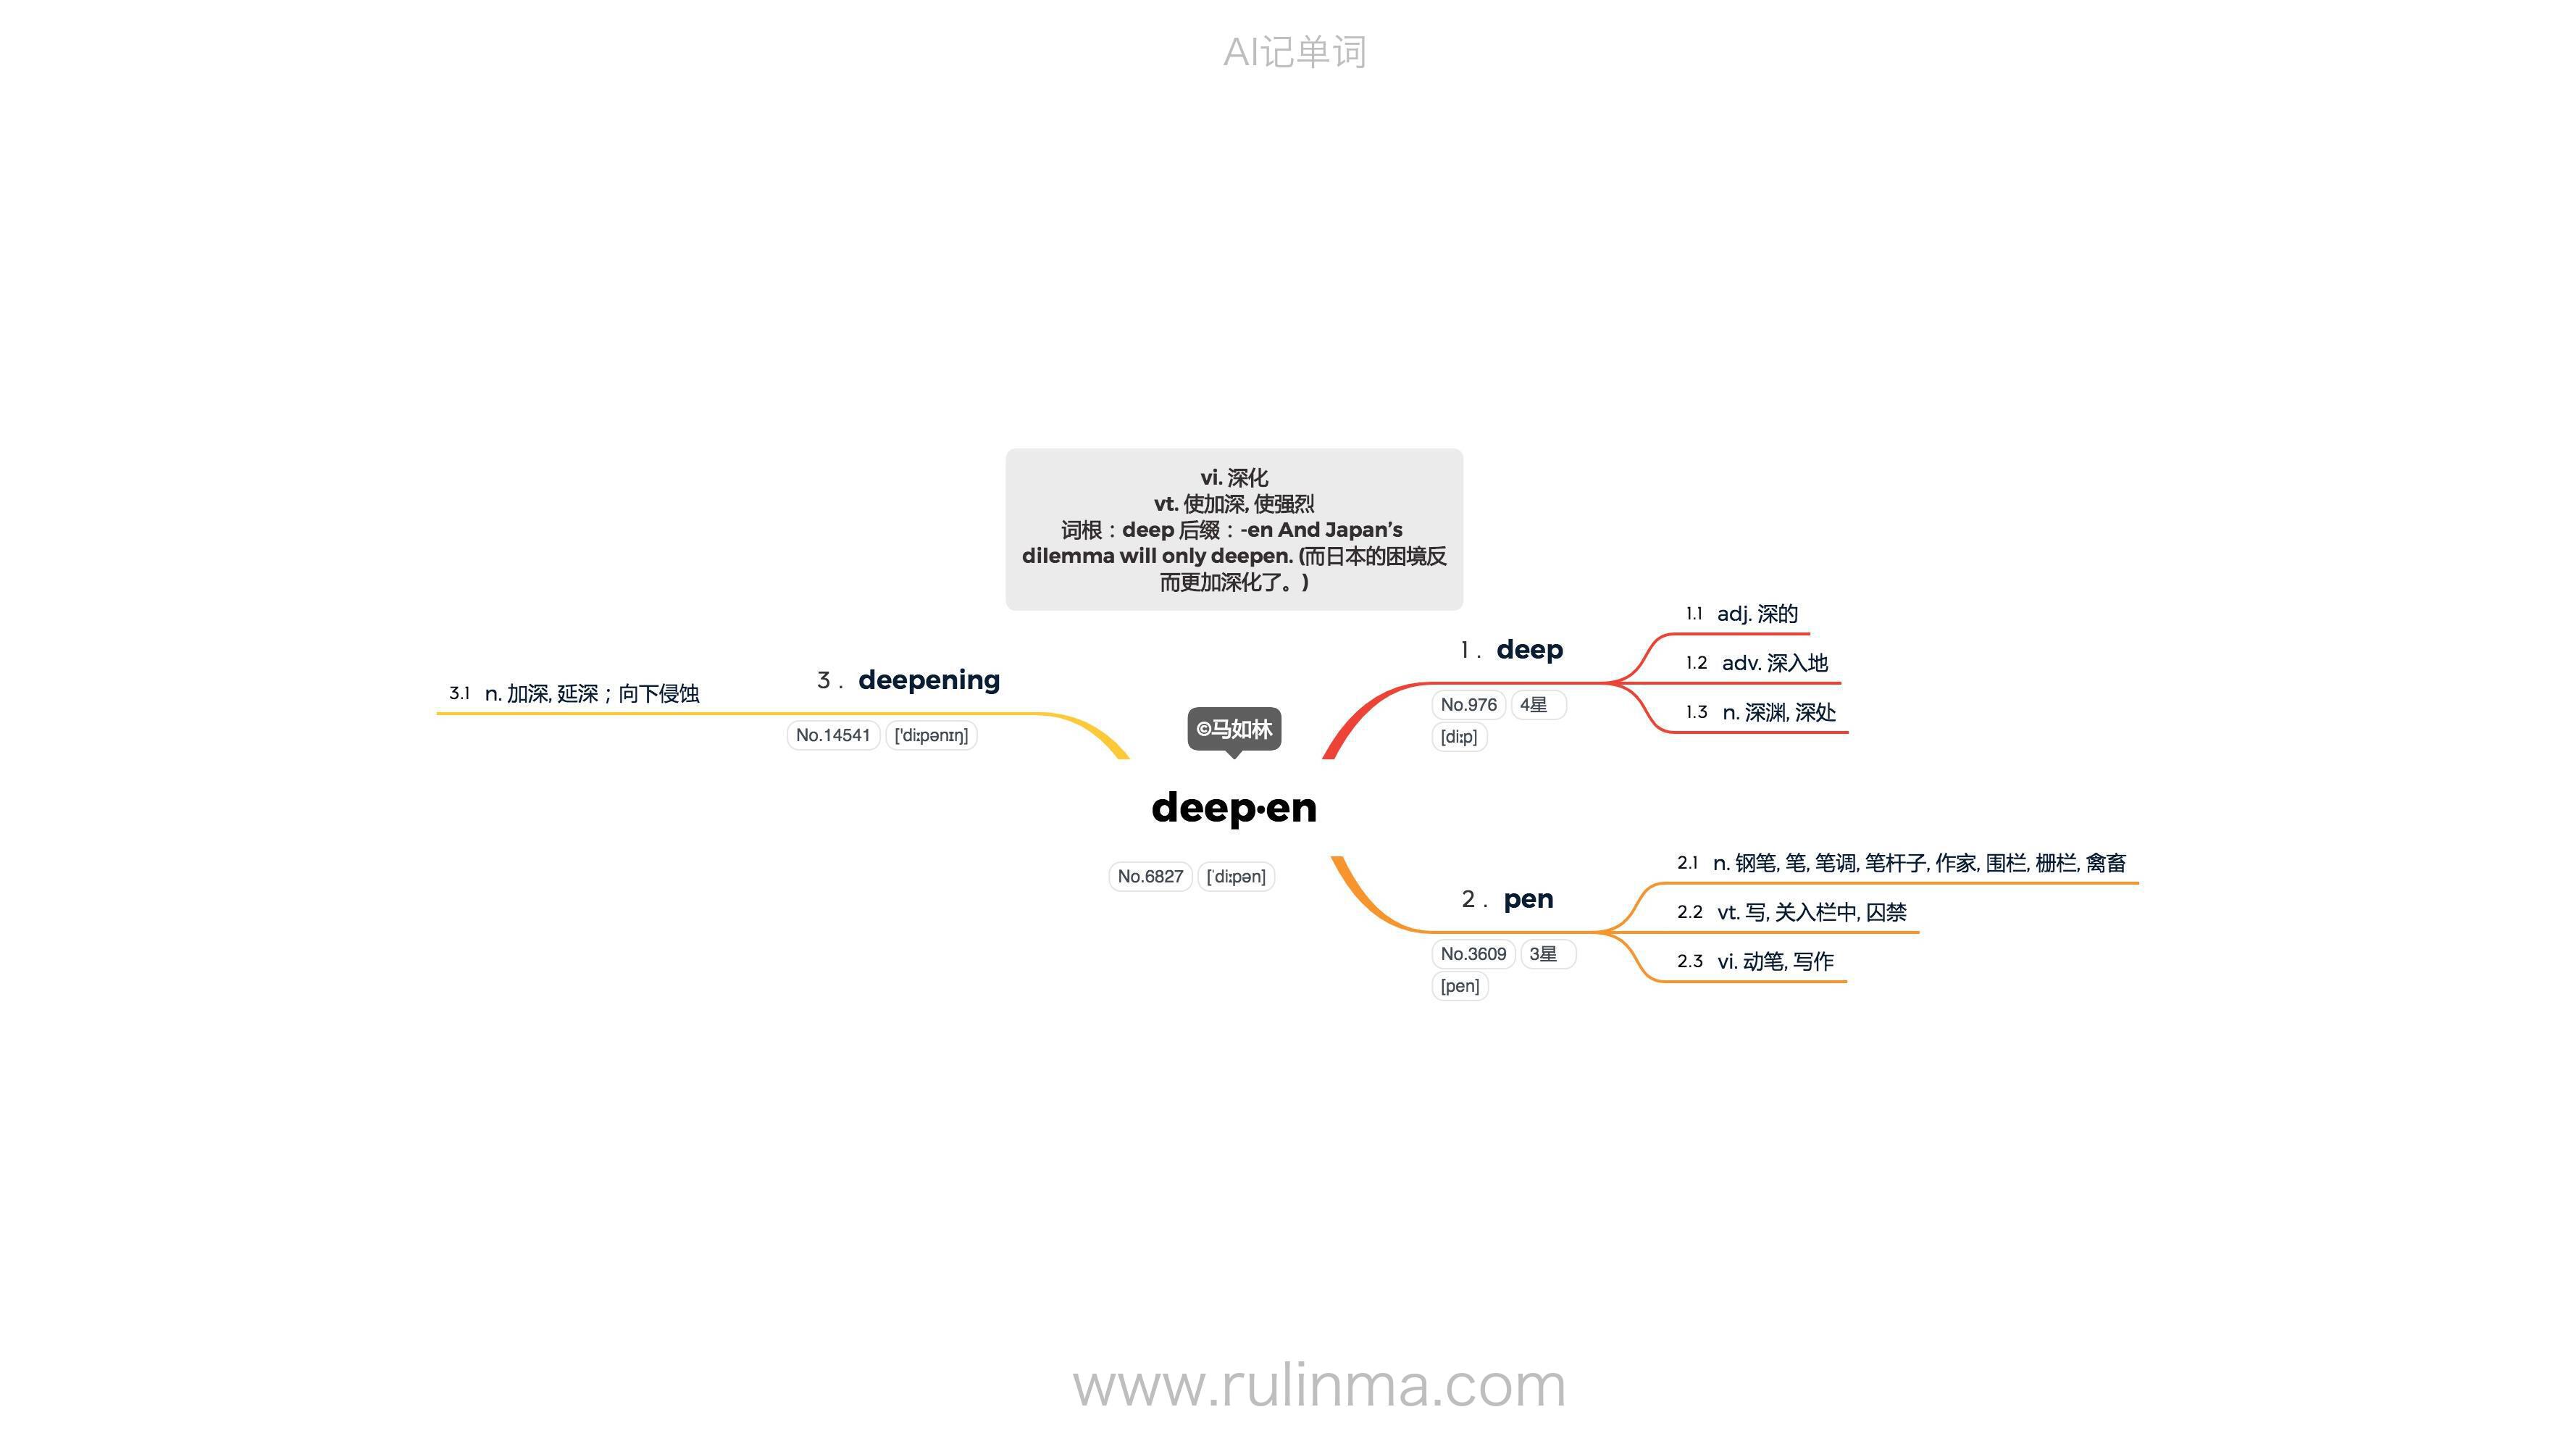 AI记单词
vi. 深化
vt. 使加深, 使强烈
词根：deep 后缀：-en And Japan’s
dilemma will only deepen. (而日本的困境反
而更加深化了。)
©马如林
deep·en
No.6827 [ˈdiːpən]
1. deep
No.976 4星
[diːp]
1.1 adj. 深的
1.2 adv. 深入地
1.3 n. 深渊, 深处
2. pen
No.3609 3星
[pen]
2.1 n. 钢笔, 笔, 笔调, 笔杆子, 作家, 围栏, 栅栏, 禽畜
2.2 vt. 写, 关入栏中, 囚禁
2.3 vi. 动笔, 写作
3. deepening
No.14541 ['diːpənɪŋ]
3.1 n. 加深, 延深；向下侵蚀
www.rulinma.com